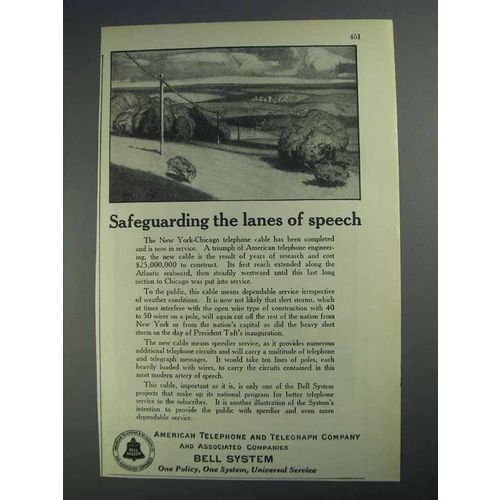 451
Safeguarding the lanes of speech
The New York-Chicago telephone cable has been completed
and is now in service. A triumph of American telephone engineer-
ing, the new cable is the result of years of research and cost
$25,000,000 to construct. Its first reach extended along the
Atlantic seaboard, then steadily westward until this last long
section to Chicago was put into service.
To the public, this cable means dependable service irrespective
of weather conditions. It is now not likely that sleet storms, which
at times interfere with the open wire type of construction with 40
to 50 wires on a pole, will again cut off the rest of the nation from
New York or from the nation's capital as did the heavy sleet
storm on the day of President Taft's inauguration.
The new cable means speedier service, as it provides numerous
additional telephone circuits and will carry a multitude of telephone
and telegraph messages. It would take ten lines of poles, each
heavily loaded with wires, to carry the circuits contained in this
most modern artery of speech.
This cable, important as it is, is only one of the Bell System
projects that make up its national program for better telephone
service to the subscriber. It is another illustration of the System's
intention to provide the public with speedier and even more
dependable service.
AMERICAN TELEPHONE AND TELEGRAPH COMPANY
AND ASSOCIATED COMPANIES
BELL SYSTEM
One Policy, One System, Universal Service
BELL
SYSTEM